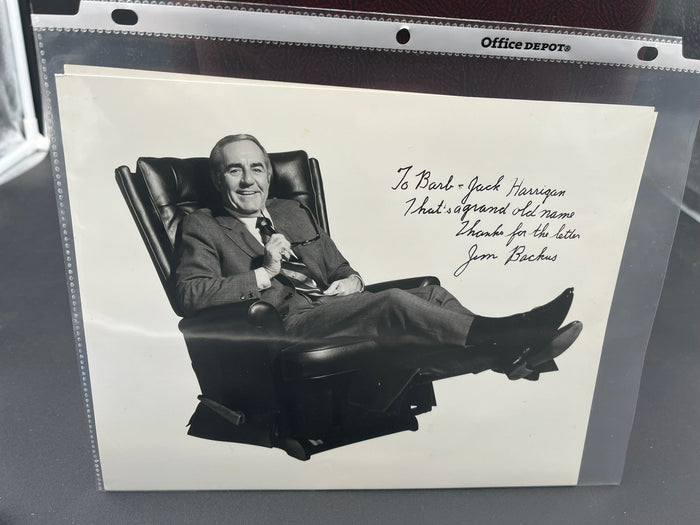 Office DEPOT®
To Barb + Jack Harrigan
That's a grand old name
Thanks for the letter
Jim Backus